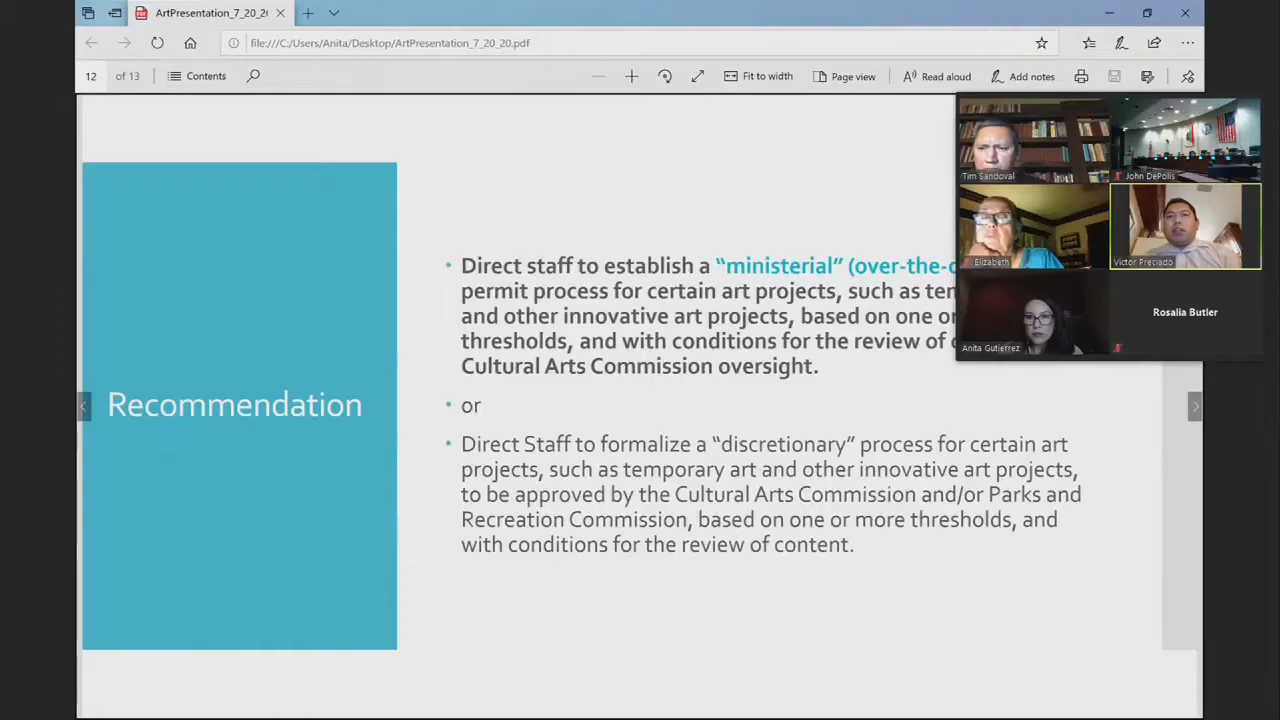 ArtPresentation_7_20_20
file:///C:/Users/Anita/Desktop/ArtPresentation_7_20_20.pdf
12 of 13 Contents Fit to width Page view Read aloud Add notes
Tim Sandoval
John DePolis
Elizabeth
Victor Preciado
Anita Gutierrez
Rosalia Butler
Recommendation
• Direct staff to establish a “ministerial” (over-the-
permit process for certain art projects, such as
and other innovative art projects, based on one
thresholds, and with conditions for the review of
Cultural Arts Commission oversight.
• or
• Direct Staff to formalize a “discretionary” process for certain art
projects, such as temporary art and other innovative art projects,
to be approved by the Cultural Arts Commission and/or Parks and
Recreation Commission, based on one or more thresholds, and
with conditions for the review of content.